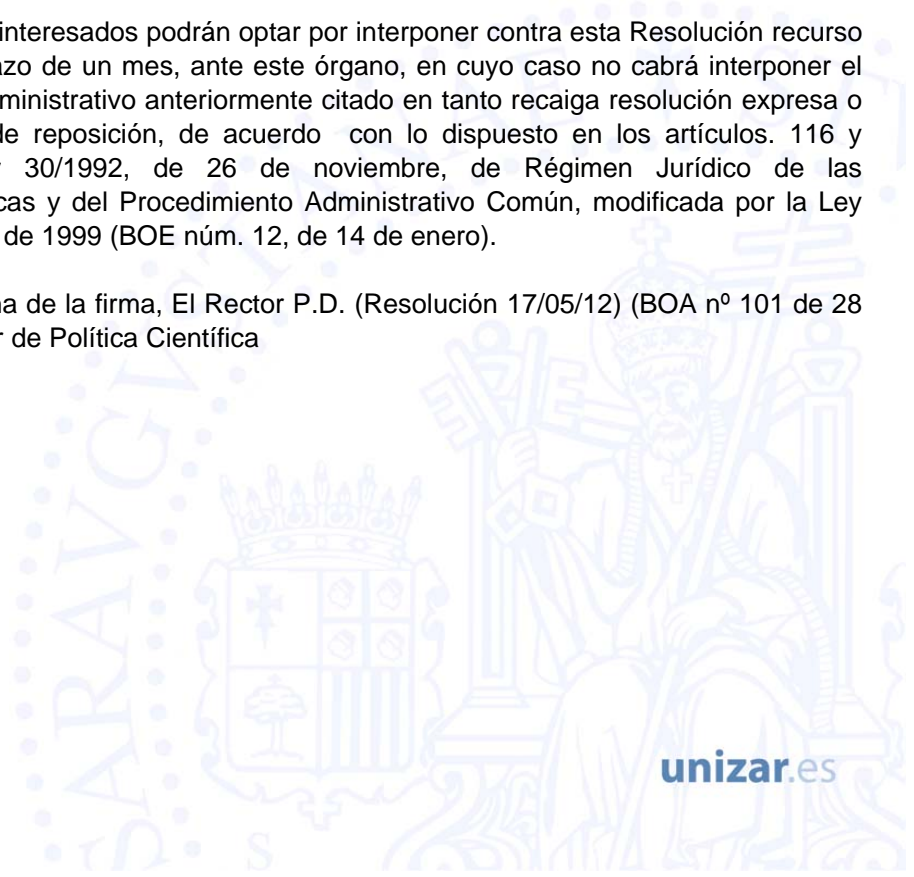 interesados podrán optar por interponer contra esta Resolución recurso
azo de un mes, ante este órgano, en cuyo caso no cabrá interponer el
ministrativo anteriormente citado en tanto recaiga resolución expresa o
de reposición, de acuerdo con lo dispuesto en los artículos. 116 y
30/1992, de 26 de noviembre, de Régimen Jurídico de las
cas y del Procedimiento Administrativo Común, modificada por la Ley
de 1999 (BOE núm. 12, de 14 de enero).
a de la firma, El Rector P.D. (Resolución 17/05/12) (BOA nº 101 de 28
r de Política Científica
unizar.es